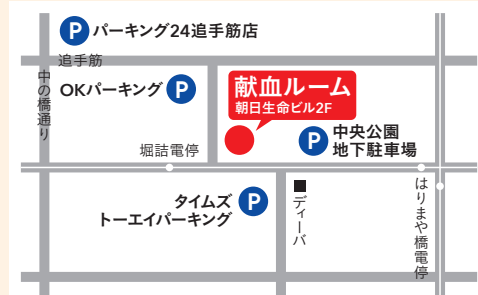 P パーキング24追手筋店
追手筋
中の橋通り
OKパーキング P
献血ルーム
朝日生命ビル2F
堀詰電停
P 中央公園
地下駐車場
タイムズ P
トーエイパーキング
ディーバ
はりまや橋電停